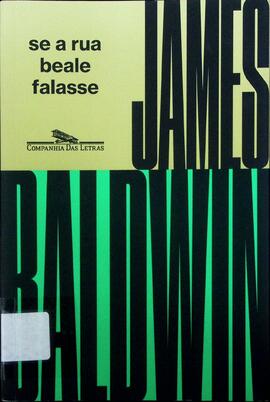 se a rua
beale
falasse
COMPANHIA DAS LETRAS
JAMES
BALDWIN